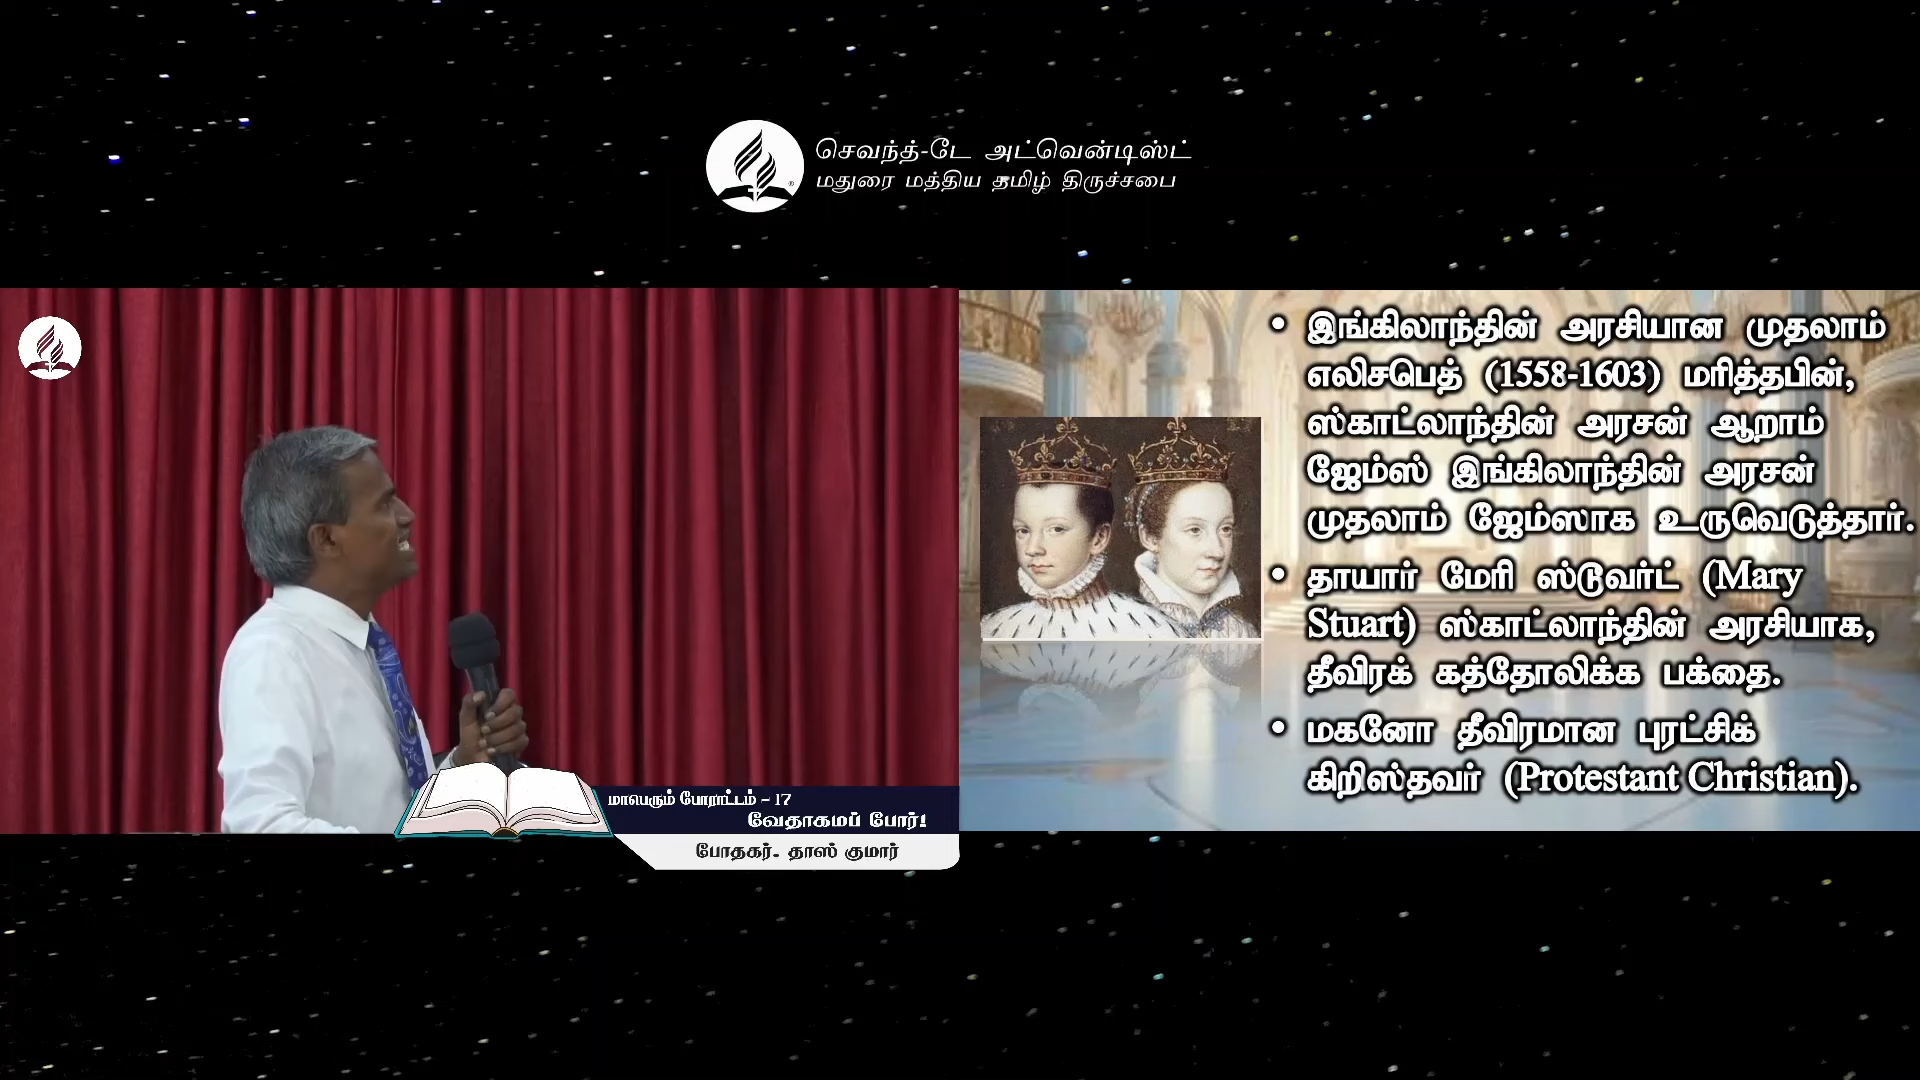 செவந்த்-டே அட்வென்டிஸ்ட்
மதுரை மத்திய தமிழ் திருச்சபை
• இங்கிலாந்தின் அரசியான முதலாம்
எலிசபெத் (1558-1603) மரித்தபின்,
ஸ்காட்லாந்தின் அரசன் ஆறாம்
ஜேம்ஸ் இங்கிலாந்தின் அரசன்
முதலாம் ஜேம்ஸாக உருவெடுத்தார்.
• தாயார் மேரி ஸ்டூவர்ட் (Mary
Stuart) ஸ்காட்லாந்தின் அரசியாக,
தீவிரக் கத்தோலிக்க பக்தை.
• மகனோ தீவிரமான புரட்சிக்
கிறிஸ்தவர் (Protestant Christian).
மாபெரும் போராட்டம் - 17
வேதாகமப் போர்!
போதகர். தாஸ் குமார்